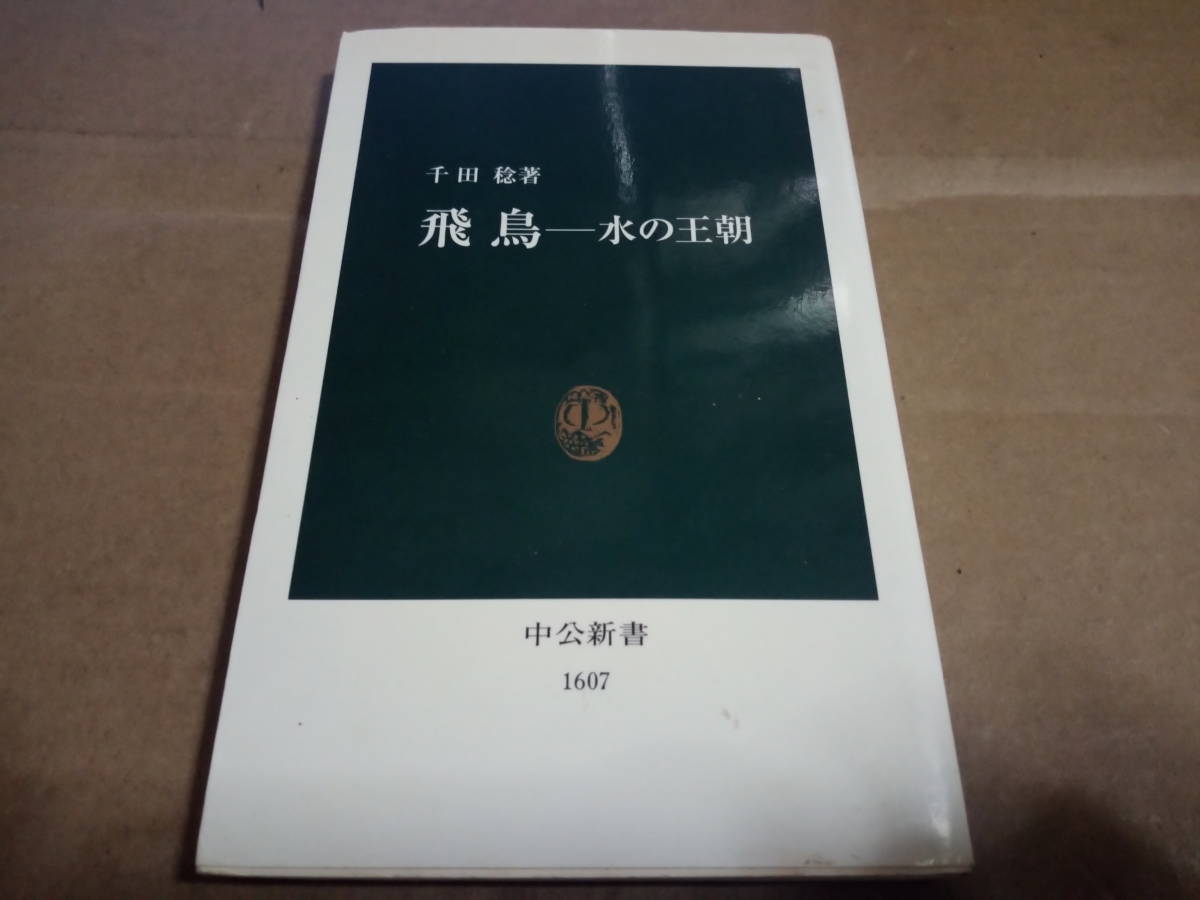 千田 稔著
飛鳥―水の王朝
中公新書
1607